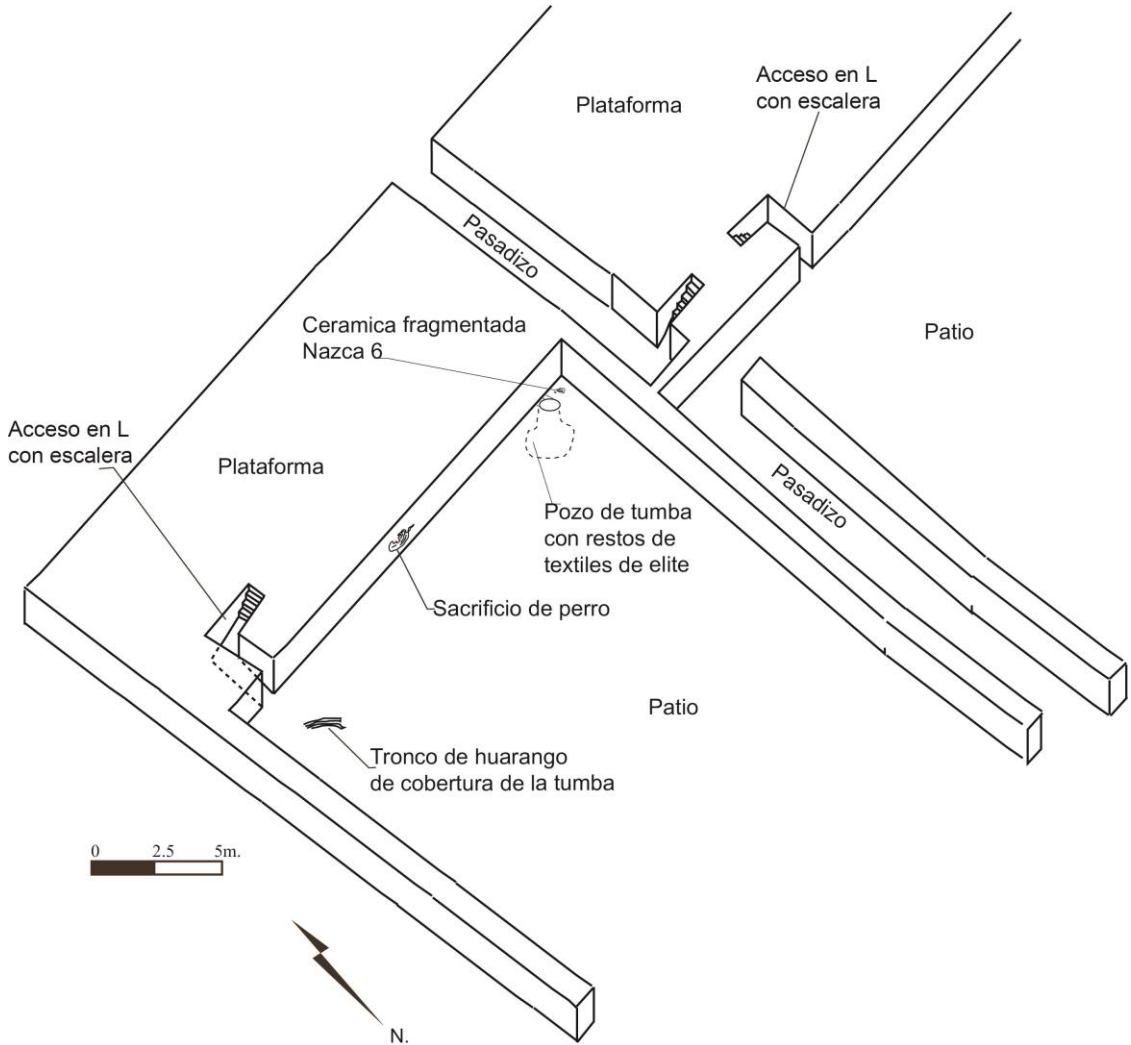 Acceso en L
con escalera
Plataforma
Pasadizo
Ceramica fragmentada
Nazca 6
Patio
Acceso en L
con escalera
Plataforma
Pasadizo
Pozo de tumba
con restos de
textiles de elite
Sacrificio de perro
Patio
Tronco de huarango
de cobertura de la tumba
0 2.5 5m.
N.